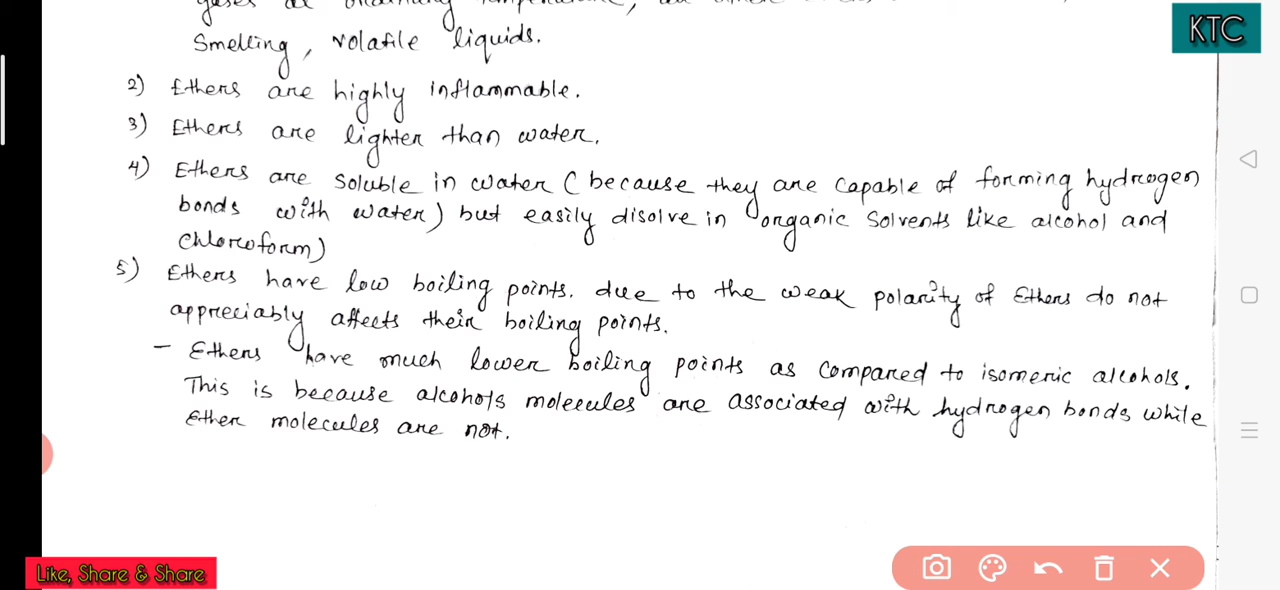 gases at ordinary temperature,
Smelling, volatile liquids.
KTC
2) Ethers are highly inflammable.
3) Ethers are lighter than water.
4) Ethers are soluble in water ( because they are capable of forming hydrogen
bonds with water) but easily disolve in organic solvents like alcohol and
chloroform)
5) Ethers have low boiling points. due to the weak polarity of Ethers do not
appreciably affects their boiling points.
- Ethers have much lower boiling points as compared to isomeric alcohols.
This is because alcohols molecules are associated with hydrogen bonds while
Ether molecules are not.
Like, Share & Share